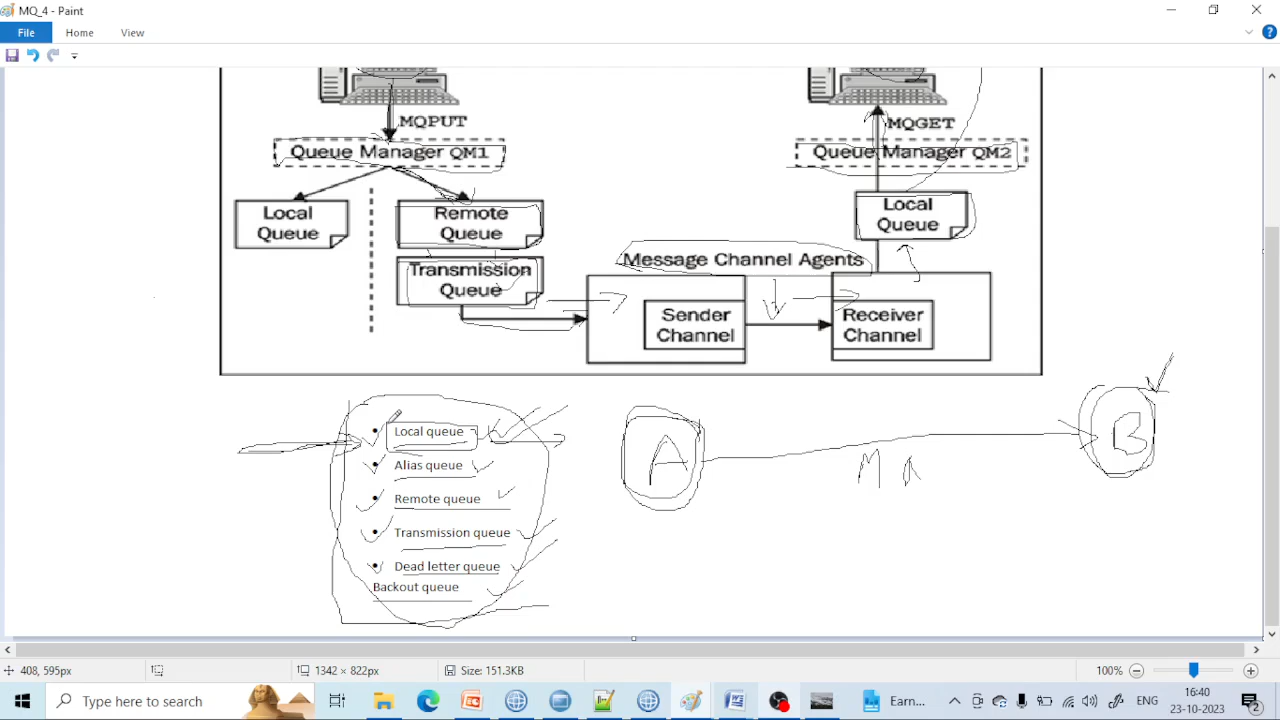 MQ_4 - Paint
File
Home
View
MQPUT
MQGET
Queue Manager QM1
Queue Manager QM2
Local
Queue
Remote
Queue
Local
Queue
Transmission
Queue
Message Channel Agents
Sender
Channel
Receiver
Channel
Local queue
Alias queue
Remote queue
Transmission queue
Dead letter queue
Backout queue
A
B
408, 595px
1342 × 822px
Size: 151.3KB
100%
Type here to search
Earn...
ENG
16:40
23-10-2023
2